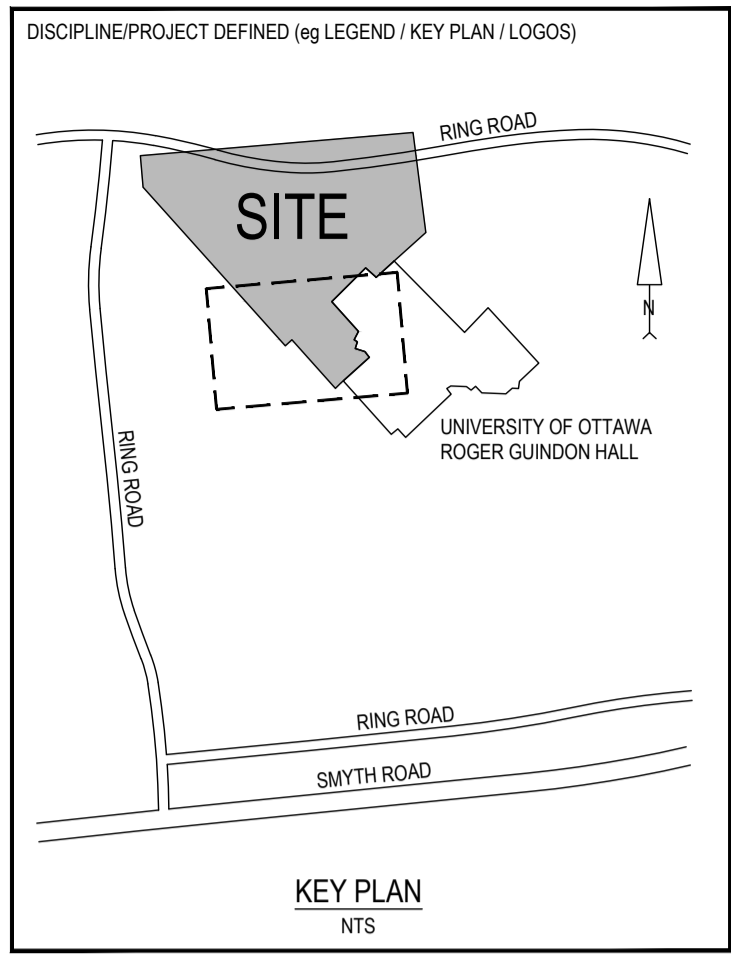 DISCIPLINE/PROJECT DEFINED (eg LEGEND / KEY PLAN / LOGOS)
RING ROAD
SITE
N
UNIVERSITY OF OTTAWA
ROGER GUINDON HALL
RING ROAD
RING ROAD
SMYTH ROAD
KEY PLAN
NTS